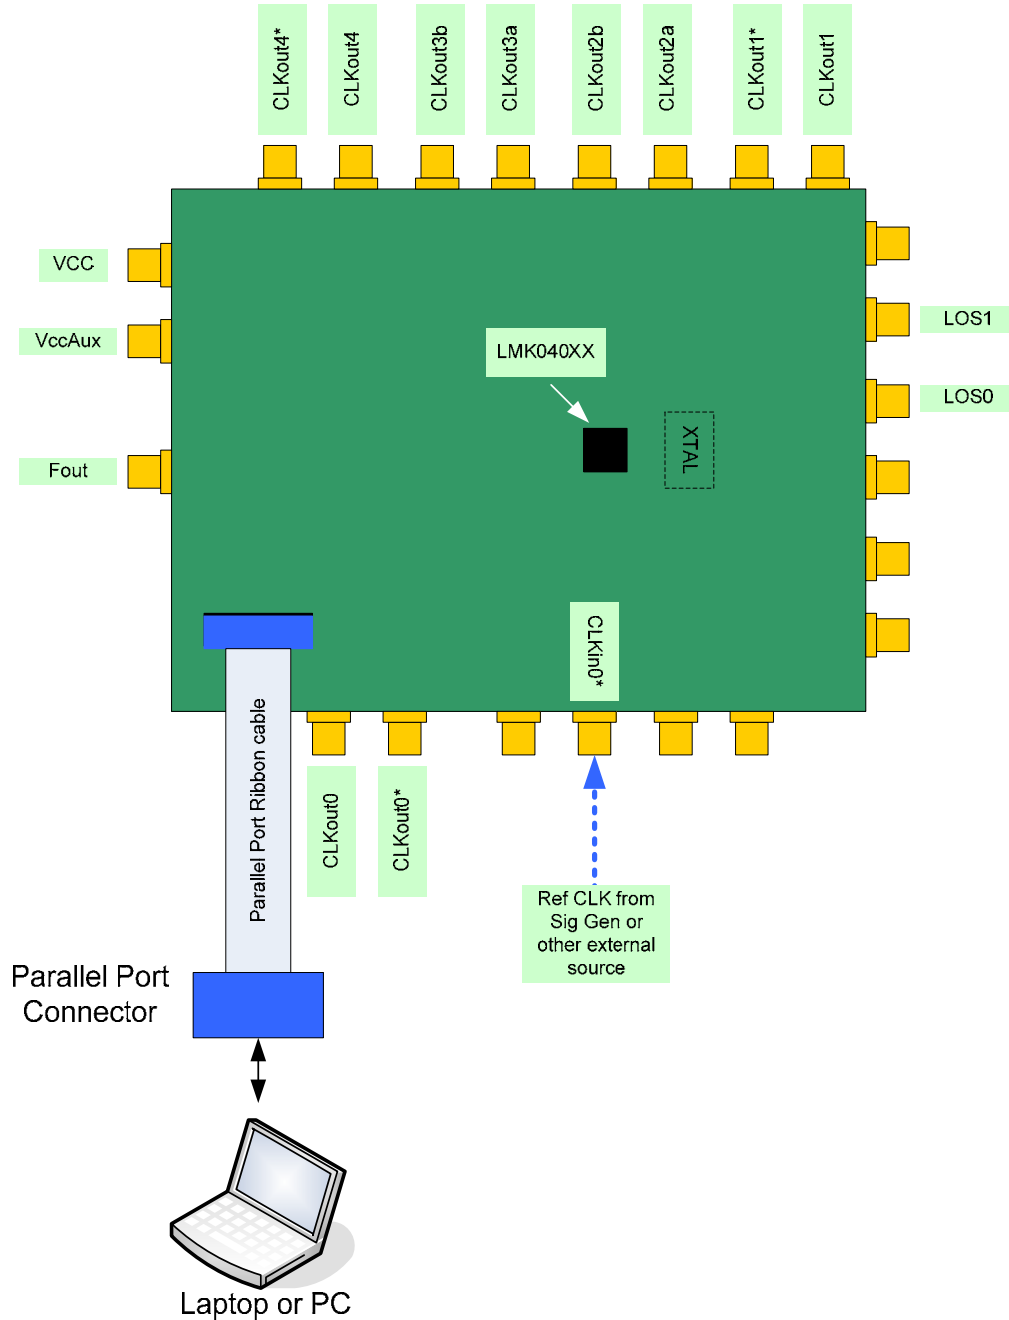 CLKout4*
CLKout4
CLKout3b
CLKout3a
CLKout2b
CLKout2a
CLKout1*
CLKout1
VCC
VccAux
Fout
LOS1
LOS0
LMK040XX
XTAL
CLKin0*
Parallel Port Ribbon cable
CLKout0
CLKout0*
Ref CLK from
Sig Gen or
other external
source
Parallel Port
Connector
Laptop or PC